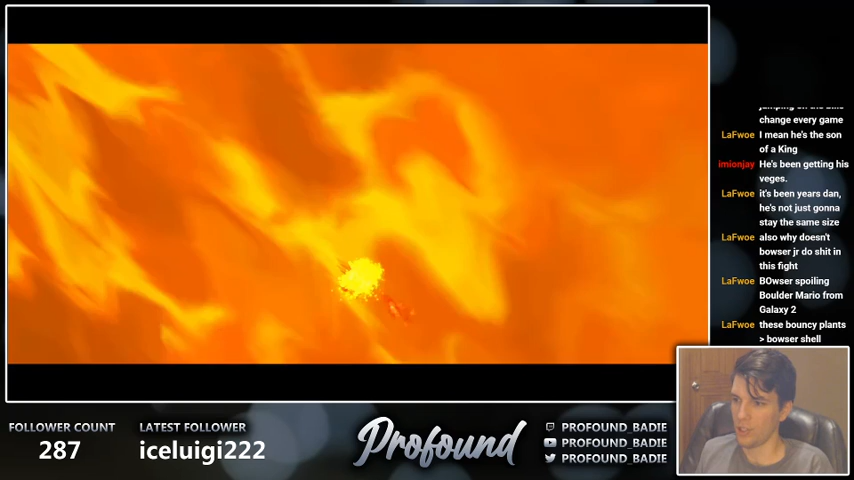 change every game
LaFwoe I mean he's the son
of a King
imionjay He's been getting his
veges.
LaFwoe it's been years dan,
he's not just gonna
stay the same size
LaFwoe also why doesn't
bowser jr do shit in
this fight
LaFwoe BOwser spoiling
Boulder Mario from
Galaxy 2
LaFwoe these bouncy plants
> bowser shell
FOLLOWER COUNT
287
LATEST FOLLOWER
iceluigi222
Profound
PROFOUND_BADIE
PROFOUND_BADIE
PROFOUND_BADIE